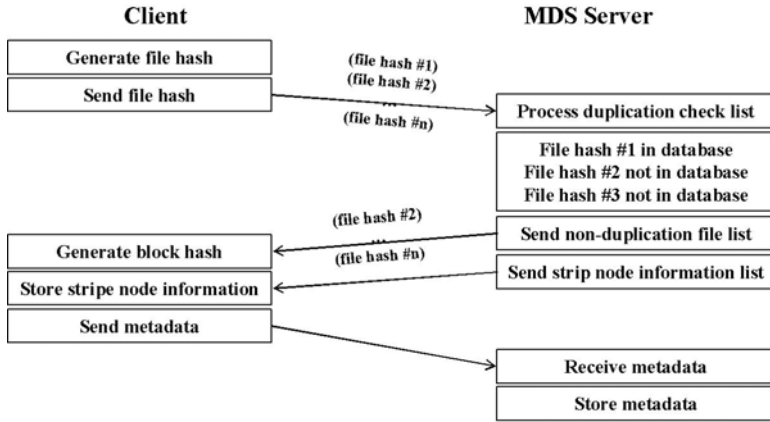 Client
MDS Server
Generate file hash
Send file hash
(file hash #1)
(file hash #2)
...
(file hash #n)
Process duplication check list
File hash #1 in database
File hash #2 not in database
File hash #3 not in database
(file hash #2)
...
(file hash #n)
Send non-duplication file list
Generate block hash
Send strip node information list
Store stripe node information
Send metadata
Receive metadata
Store metadata